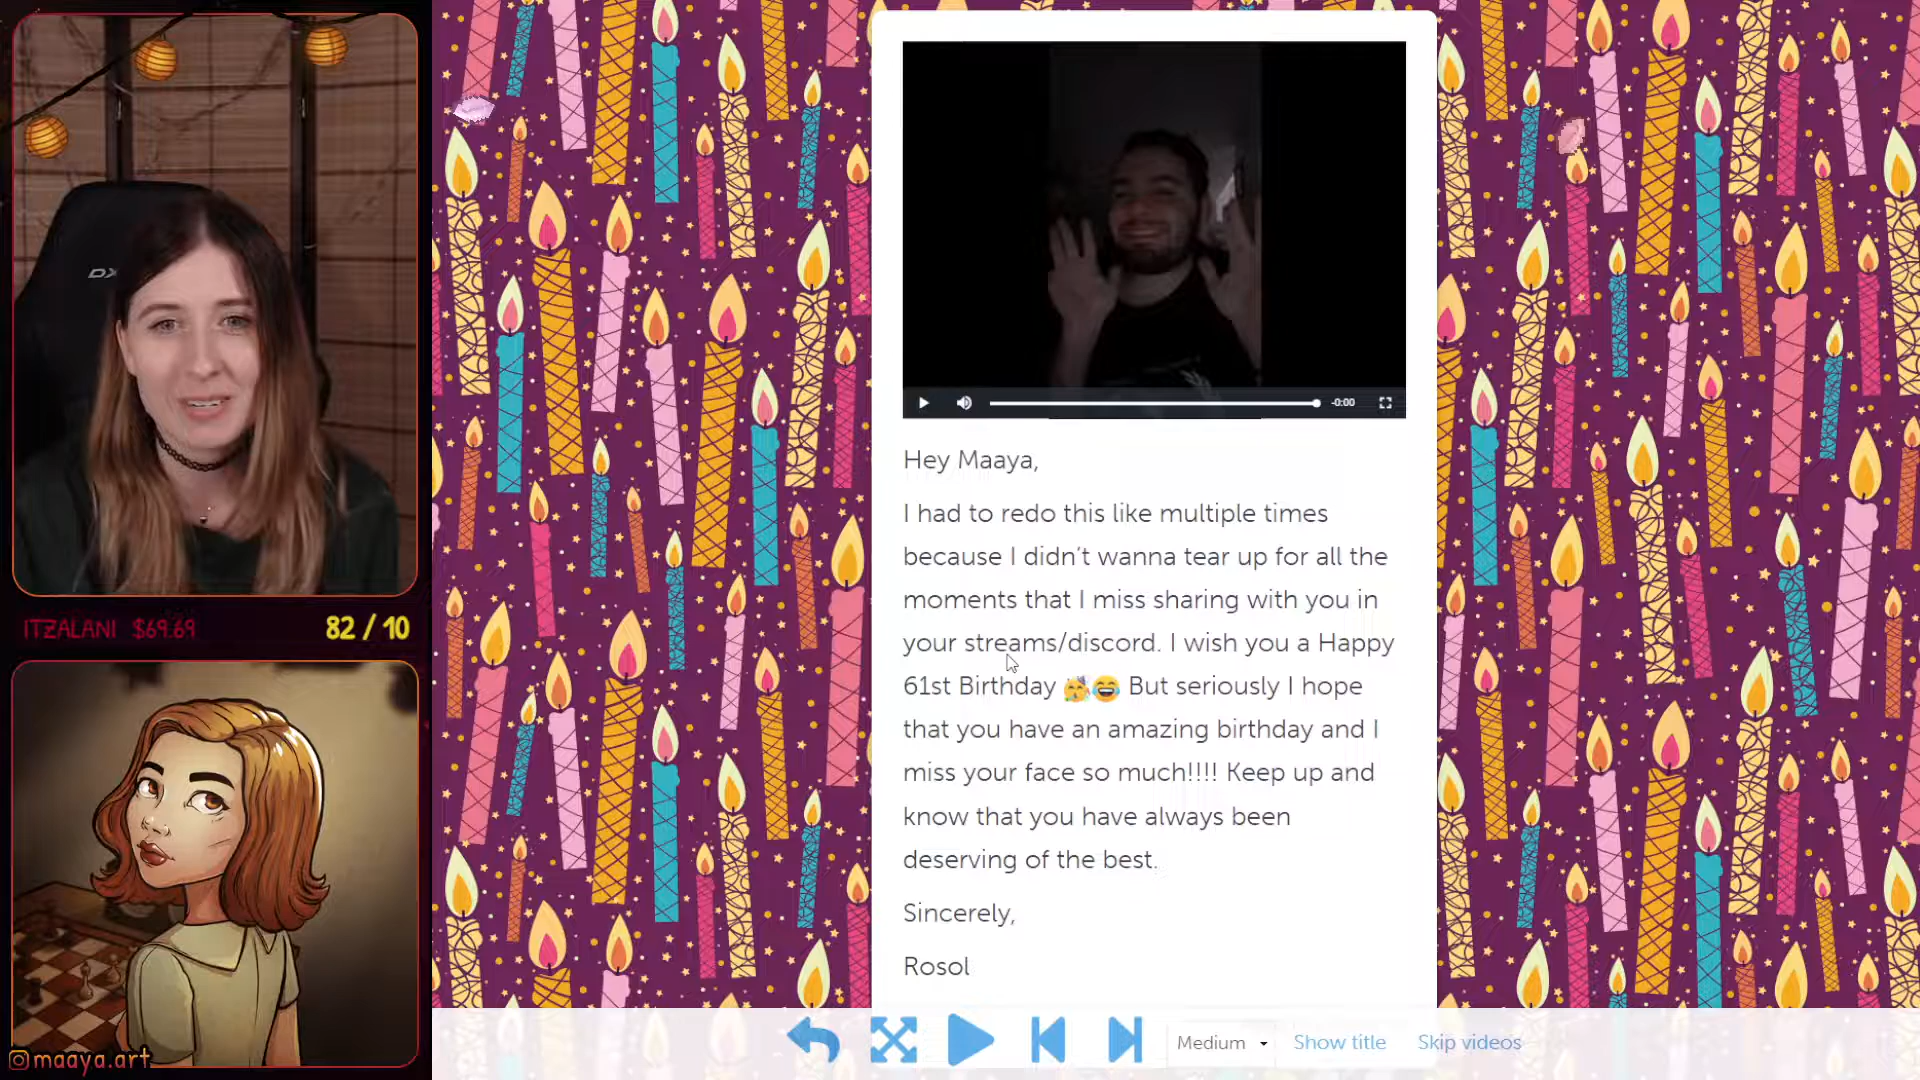 DX
ITZALANI $69.69
82 / 10
maaya.art
-0:00
Hey Maaya,
I had to redo this like multiple times
because I didn’t wanna tear up for all the
moments that I miss sharing with you in
your streams/discord. I wish you a Happy
61st Birthday 🥳😂 But seriously I hope
that you have an amazing birthday and I
miss your face so much!!!! Keep up and
know that you have always been
deserving of the best.
Sincerely,
Rosol
Medium
Show title
Skip videos